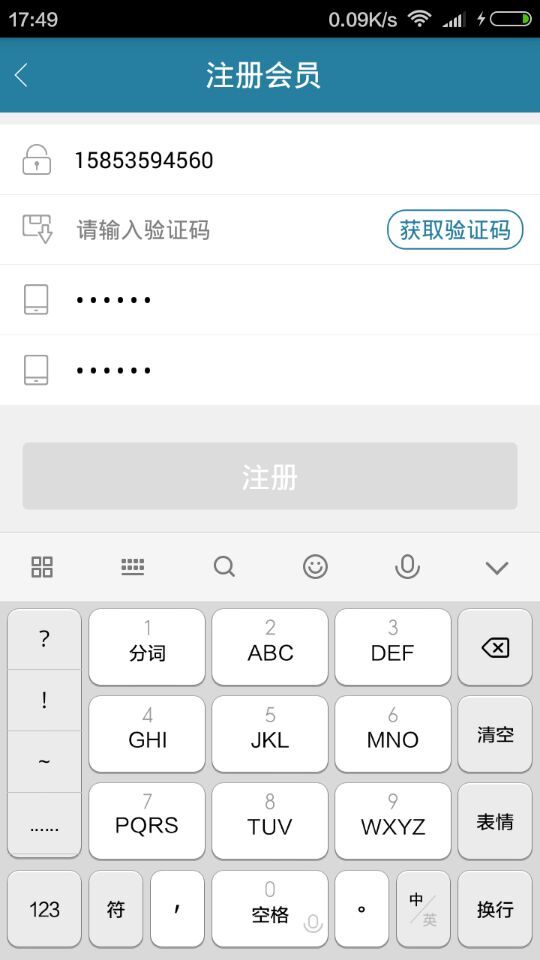 17:49 0.09K/s
注册会员
15853594560
请输入验证码 获取验证码
••••••
••••••
注册
? 1 分词 2 ABC 3 DEF
! 4 GHI 5 JKL 6 MNO 清空
~ 7 PQRS 8 TUV 9 WXYZ 表情
......
123 符 , 0 空格 。 中/英 换行